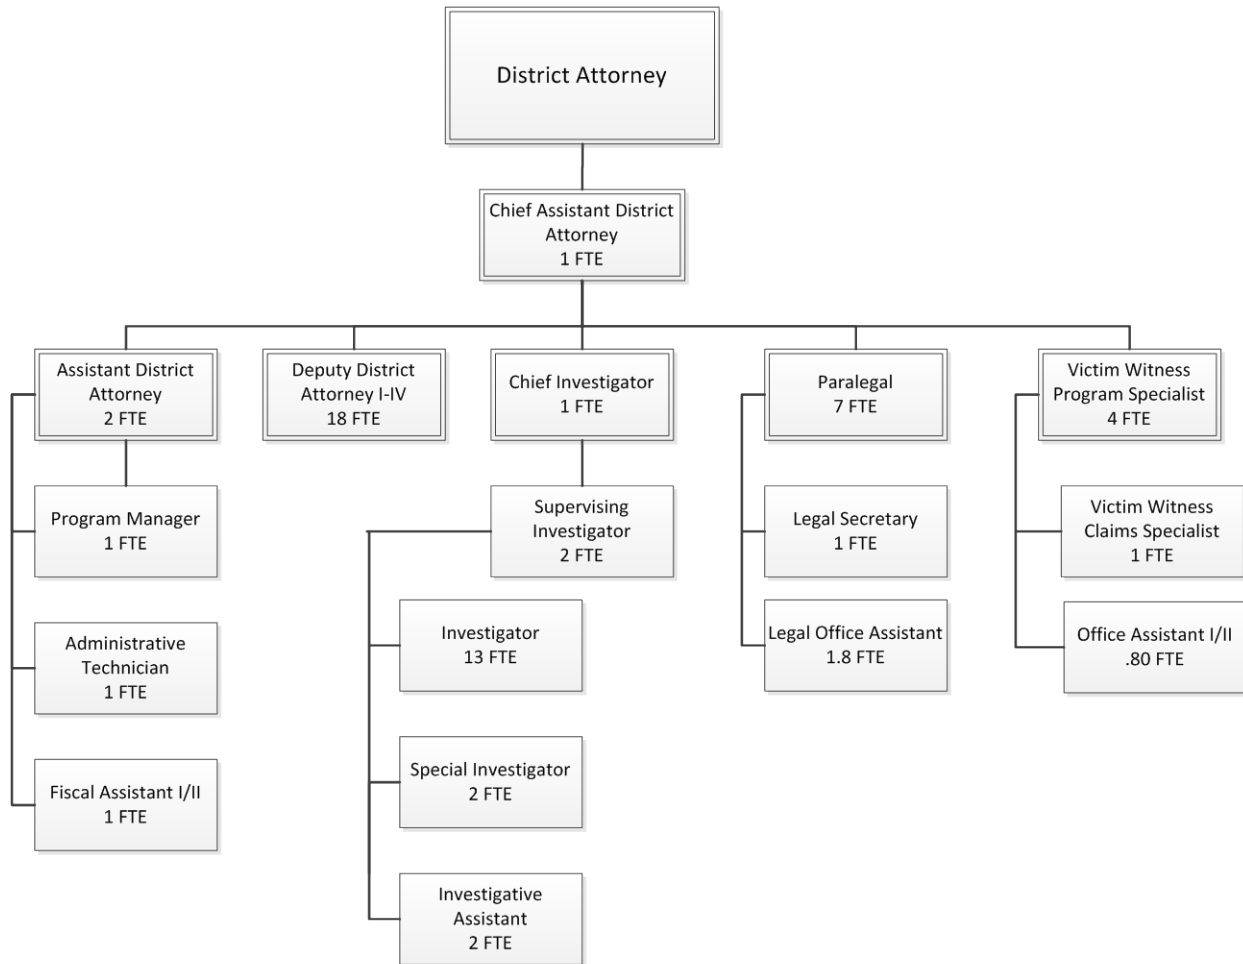 District Attorney
Chief Assistant District
Attorney
1 FTE
Assistant District
Attorney
2 FTE
Deputy District
Attorney I-IV
18 FTE
Chief Investigator
1 FTE
Paralegal
7 FTE
Victim Witness
Program Specialist
4 FTE
Program Manager
1 FTE
Supervising
Investigator
2 FTE
Legal Secretary
1 FTE
Victim Witness
Claims Specialist
1 FTE
Administrative
Technician
1 FTE
Investigator
13 FTE
Legal Office Assistant
1.8 FTE
Office Assistant I/II
.80 FTE
Fiscal Assistant I/II
1 FTE
Special Investigator
2 FTE
Investigative
Assistant
2 FTE